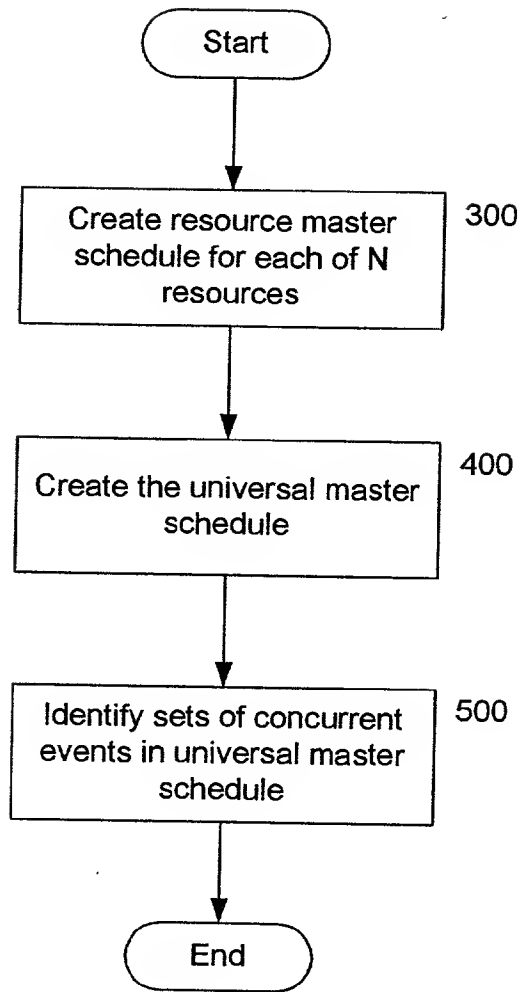 Start
Create resource master
schedule for each of N
resources
300
Create the universal master
schedule
400
Identify sets of concurrent
events in universal master
schedule
500
End